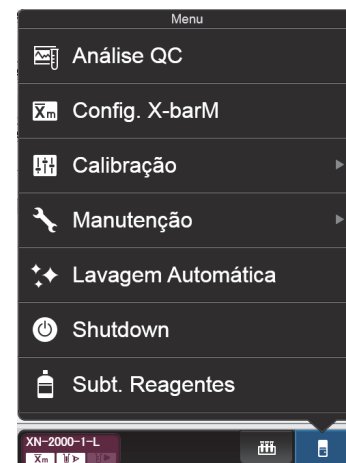 Menu
Análise QC
X̄m Config. X-barM
Calibração
Manutenção
Lavagem Automática
Shutdown
Subt. Reagentes
XN-2000-1-L
X̄m